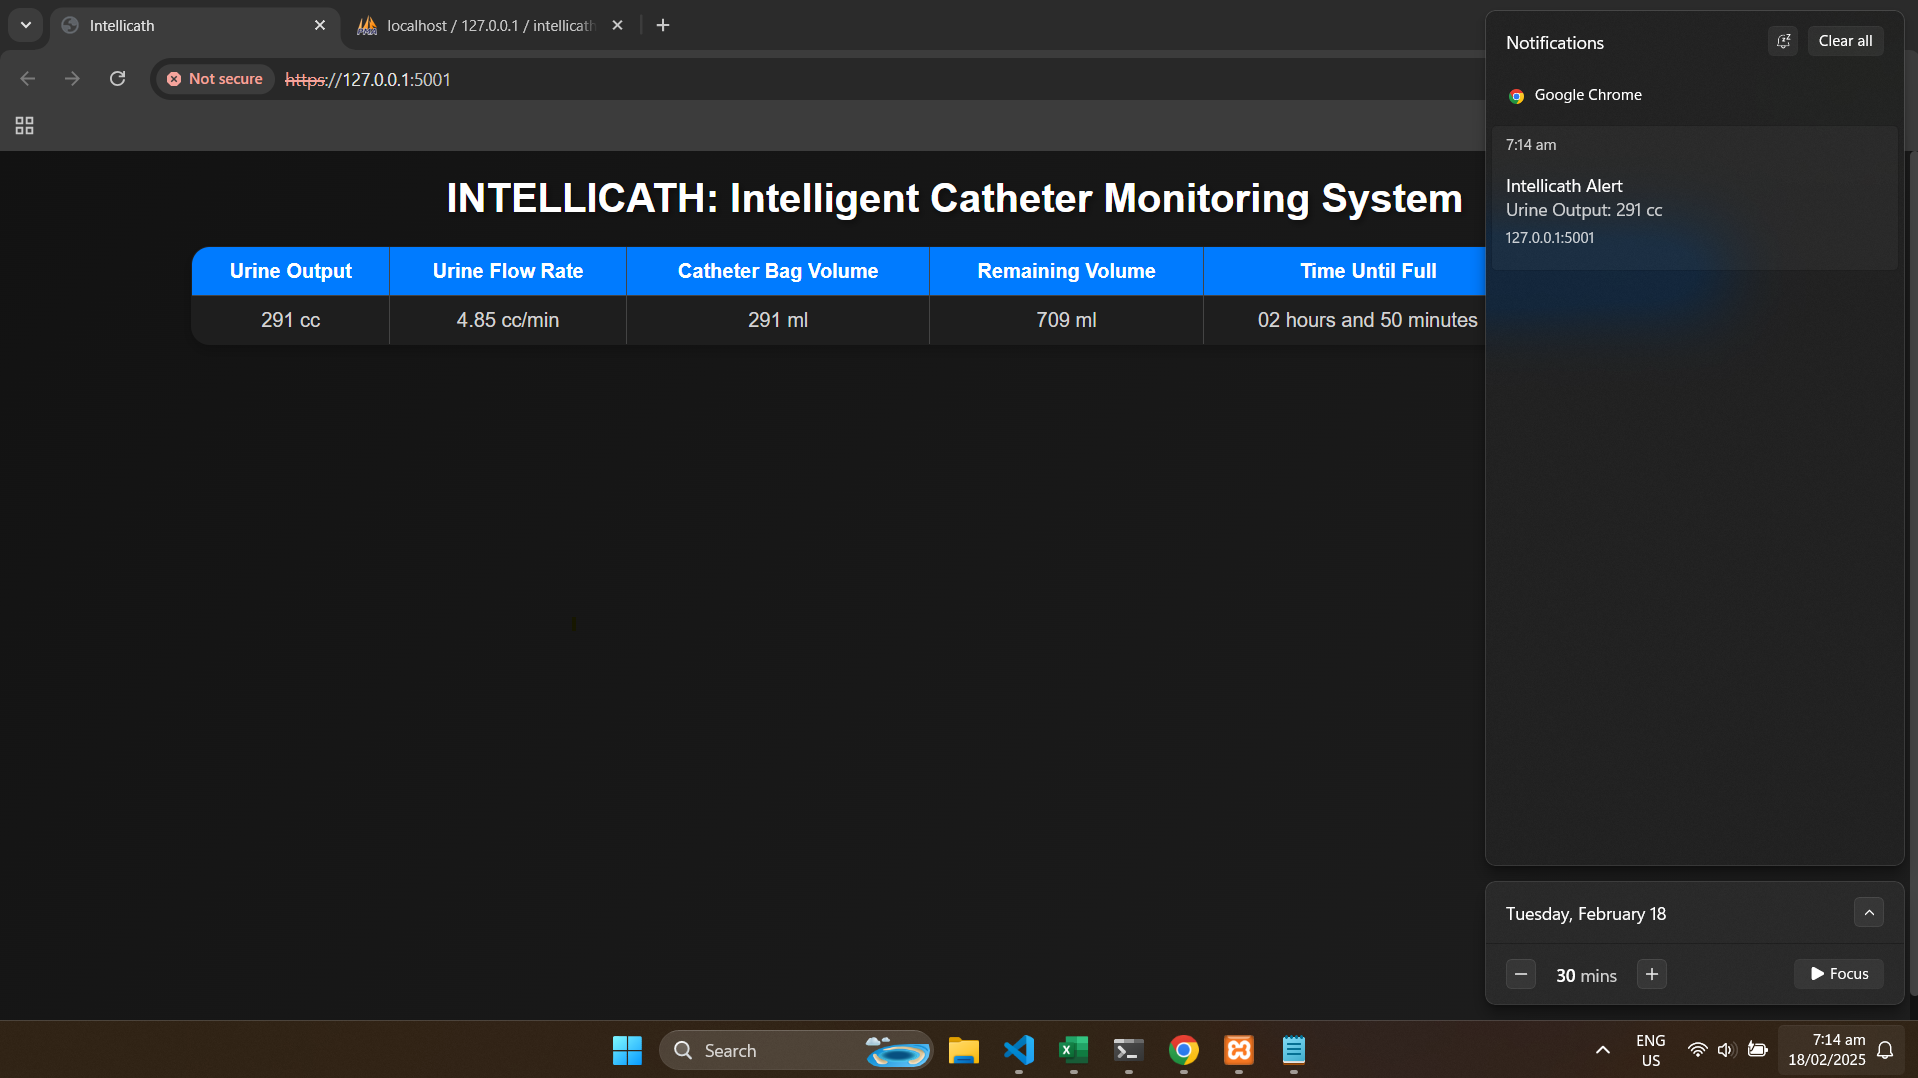 Intellicath
localhost / 127.0.0.1 / intellicath
Not secure
https://127.0.0.1:5001
INTELLICATH: Intelligent Catheter Monitoring System
Urine Output Urine Flow Rate Catheter Bag Volume Remaining Volume Time Until Full
291 cc 4.85 cc/min 291 ml 709 ml 02 hours and 50 minutes
Notifications
Clear all
Google Chrome
7:14 am
Intellicath Alert
Urine Output: 291 cc
127.0.0.1:5001
Tuesday, February 18
30 mins
Focus
Search
ENG
US
7:14 am
18/02/2025